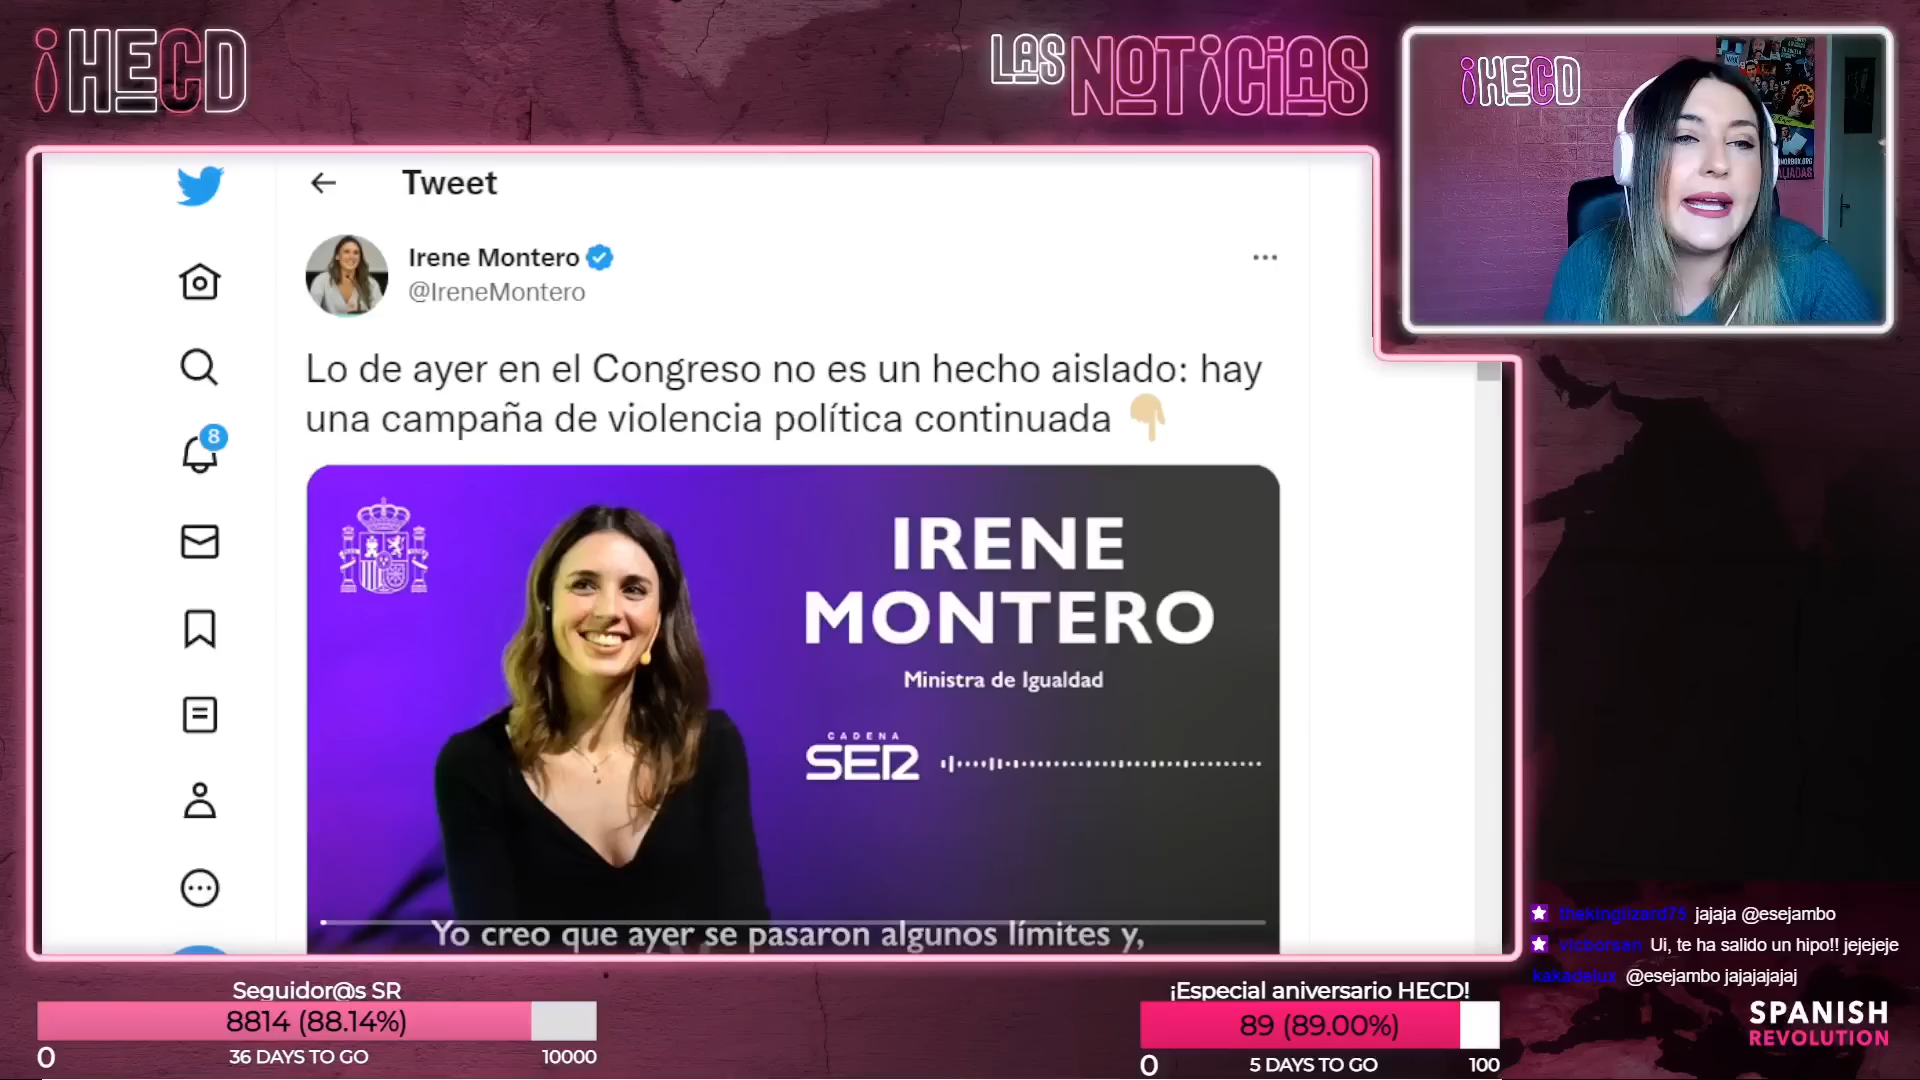 ¡HECD
LAS NOTICIAS
¡HECD
Tweet
Irene Montero
@IreneMontero
Lo de ayer en el Congreso no es un hecho aislado: hay
una campaña de violencia política continuada
8
IRENE
MONTERO
Ministra de Igualdad
CADENA
SER
Yo creo que ayer se pasaron algunos límites y,
thekinglizard75 jajaja @esejambo
vicborsan Ui, te ha salido un hipo!! jejejeje
kakadelux @esejambo jajajajajaj
SPANISH
REVOLUTION
Seguidor@s SR
8814 (88.14%)
0 36 DAYS TO GO 10000
¡Especial aniversario HECD!
89 (89.00%)
0 5 DAYS TO GO 100